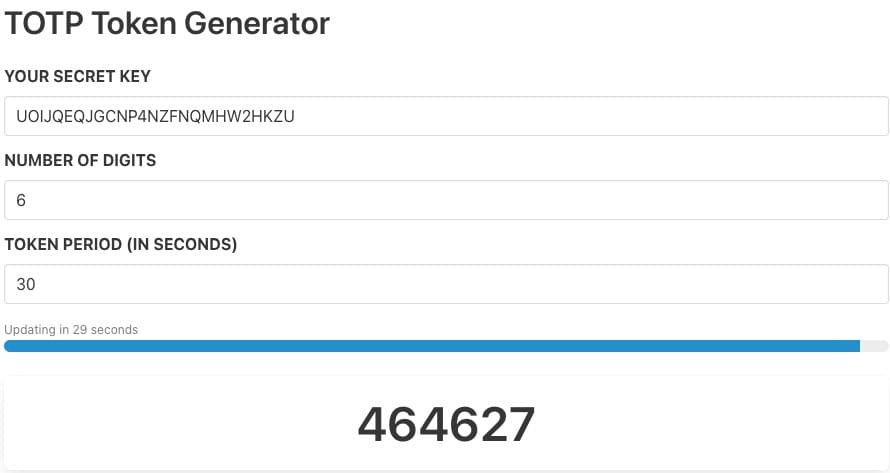 TOTP Token Generator
YOUR SECRET KEY
UOIJQEQJGCNP4NZFNQMHW2HKZU
NUMBER OF DIGITS
6
TOKEN PERIOD (IN SECONDS)
30
Updating in 29 seconds
464627